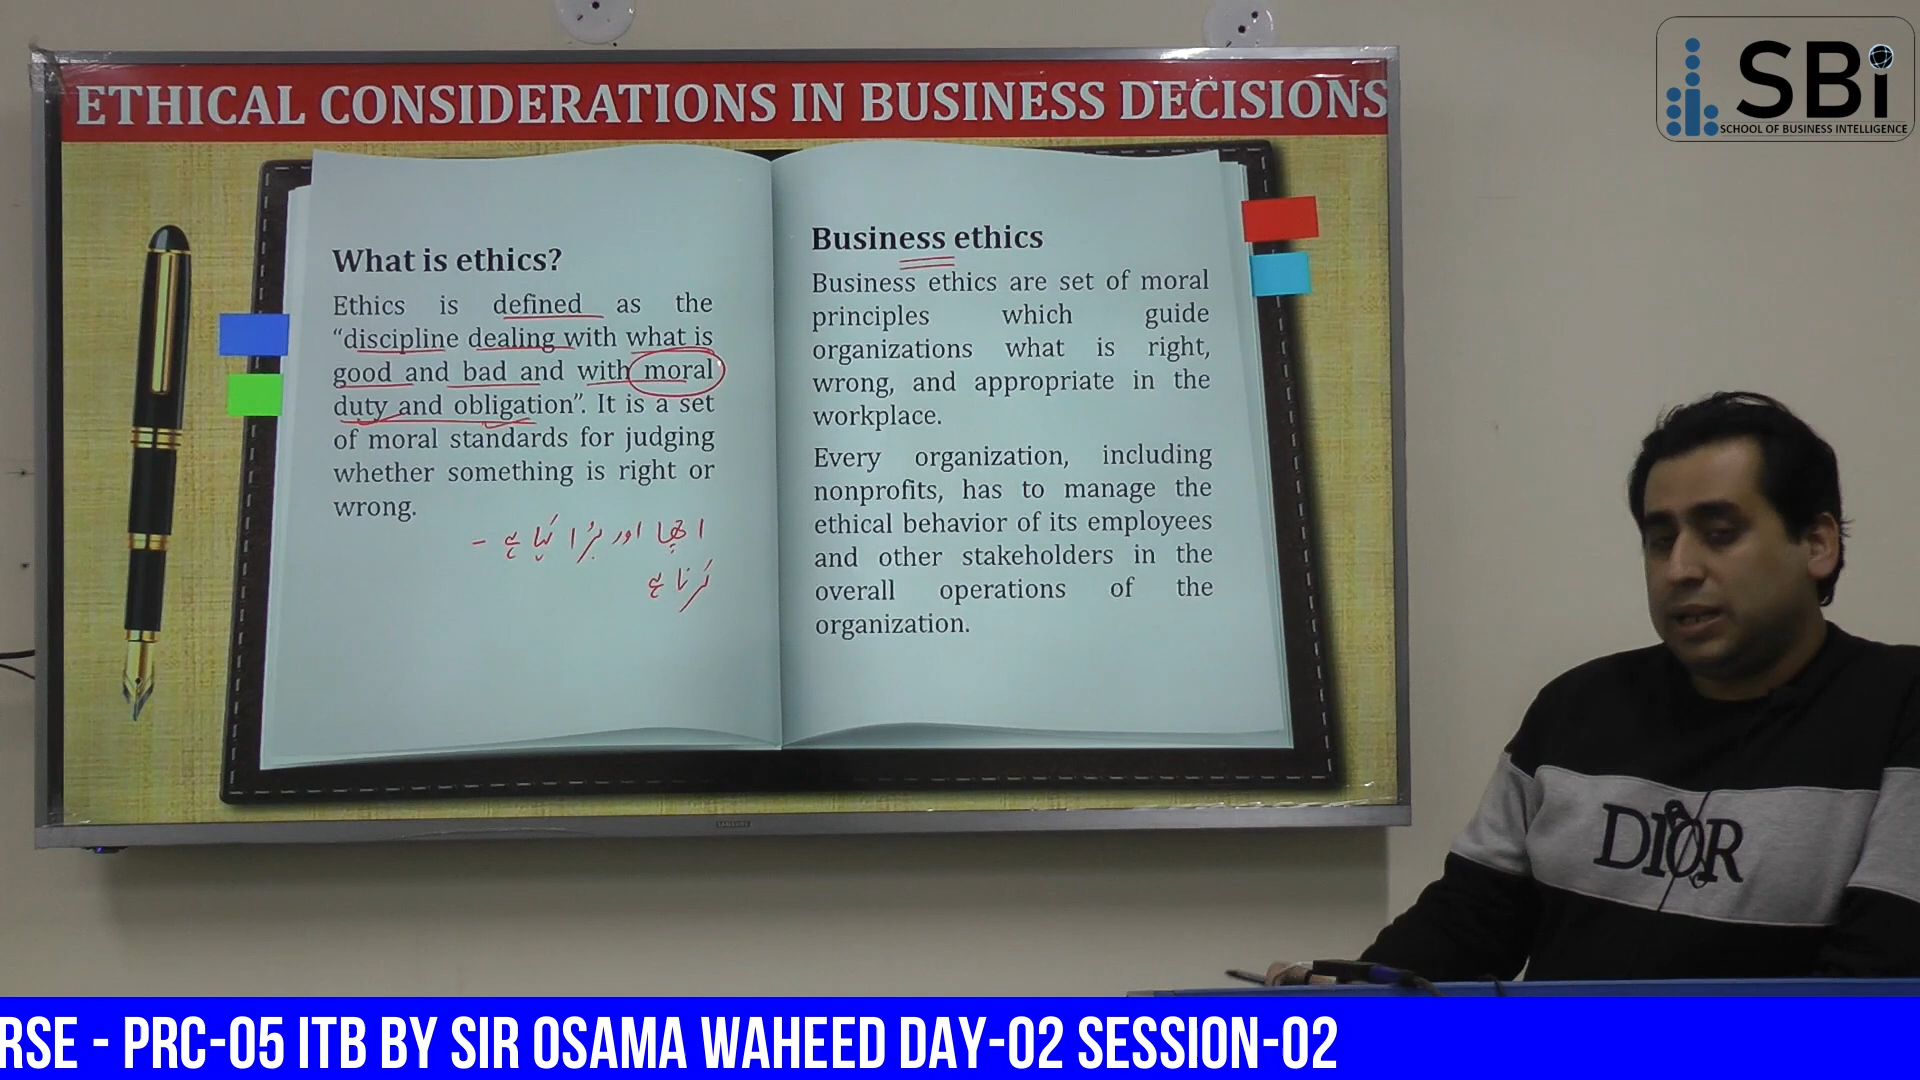 ETHICAL CONSIDERATIONS IN BUSINESS DECISIONS
SBi
SCHOOL OF BUSINESS INTELLIGENCE
What is ethics?
Ethics is defined as the
“discipline dealing with what is
good and bad and with moral
duty and obligation”. It is a set
of moral standards for judging
whether something is right or
wrong.
اچھا اور بُرا کیا ہے -
کرنا ہے
Business ethics
Business ethics are set of moral
principles which guide
organizations what is right,
wrong, and appropriate in the
workplace.
Every organization, including
nonprofits, has to manage the
ethical behavior of its employees
and other stakeholders in the
overall operations of the
organization.
SAMSUNG
DIOR
RSE - PRC-05 ITB BY SIR OSAMA WAHEED DAY-02 SESSION-02